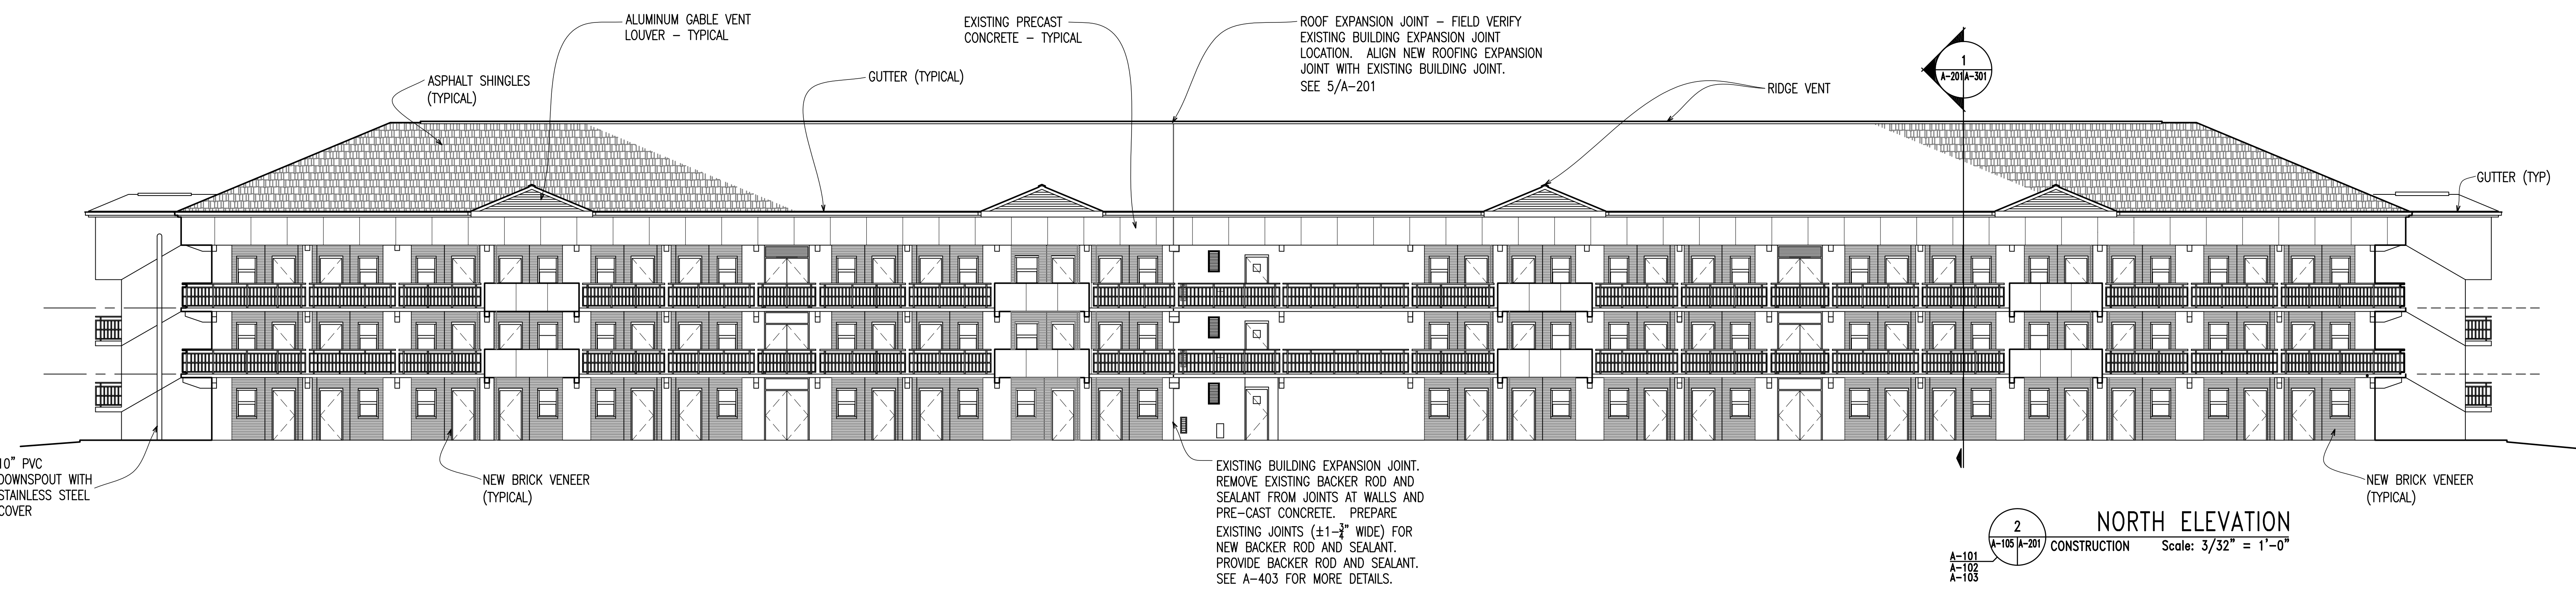 ALUMINUM GABLE VENT
LOUVER - TYPICAL
EXISTING PRECAST
CONCRETE - TYPICAL
ROOF EXPANSION JOINT - FIELD VERIFY
EXISTING BUILDING EXPANSION JOINT
LOCATION. ALIGN NEW ROOFING EXPANSION
JOINT WITH EXISTING BUILDING JOINT.
SEE 5/A-201
1
A-201 A-301
ASPHALT SHINGLES
(TYPICAL)
GUTTER (TYPICAL)
RIDGE VENT
GUTTER (TYP)
10" PVC
DOWNSPOUT WITH
STAINLESS STEEL
COVER
NEW BRICK VENEER
(TYPICAL)
EXISTING BUILDING EXPANSION JOINT.
REMOVE EXISTING BACKER ROD AND
SEALANT FROM JOINTS AT WALLS AND
PRE-CAST CONCRETE. PREPARE
EXISTING JOINTS (±1-3/4" WIDE) FOR
NEW BACKER ROD AND SEALANT.
PROVIDE BACKER ROD AND SEALANT.
SEE A-403 FOR MORE DETAILS.
NEW BRICK VENEER
(TYPICAL)
2
A-105 A-201
NORTH ELEVATION
CONSTRUCTION Scale: 3/32" = 1'-0"
A-101
A-102
A-103